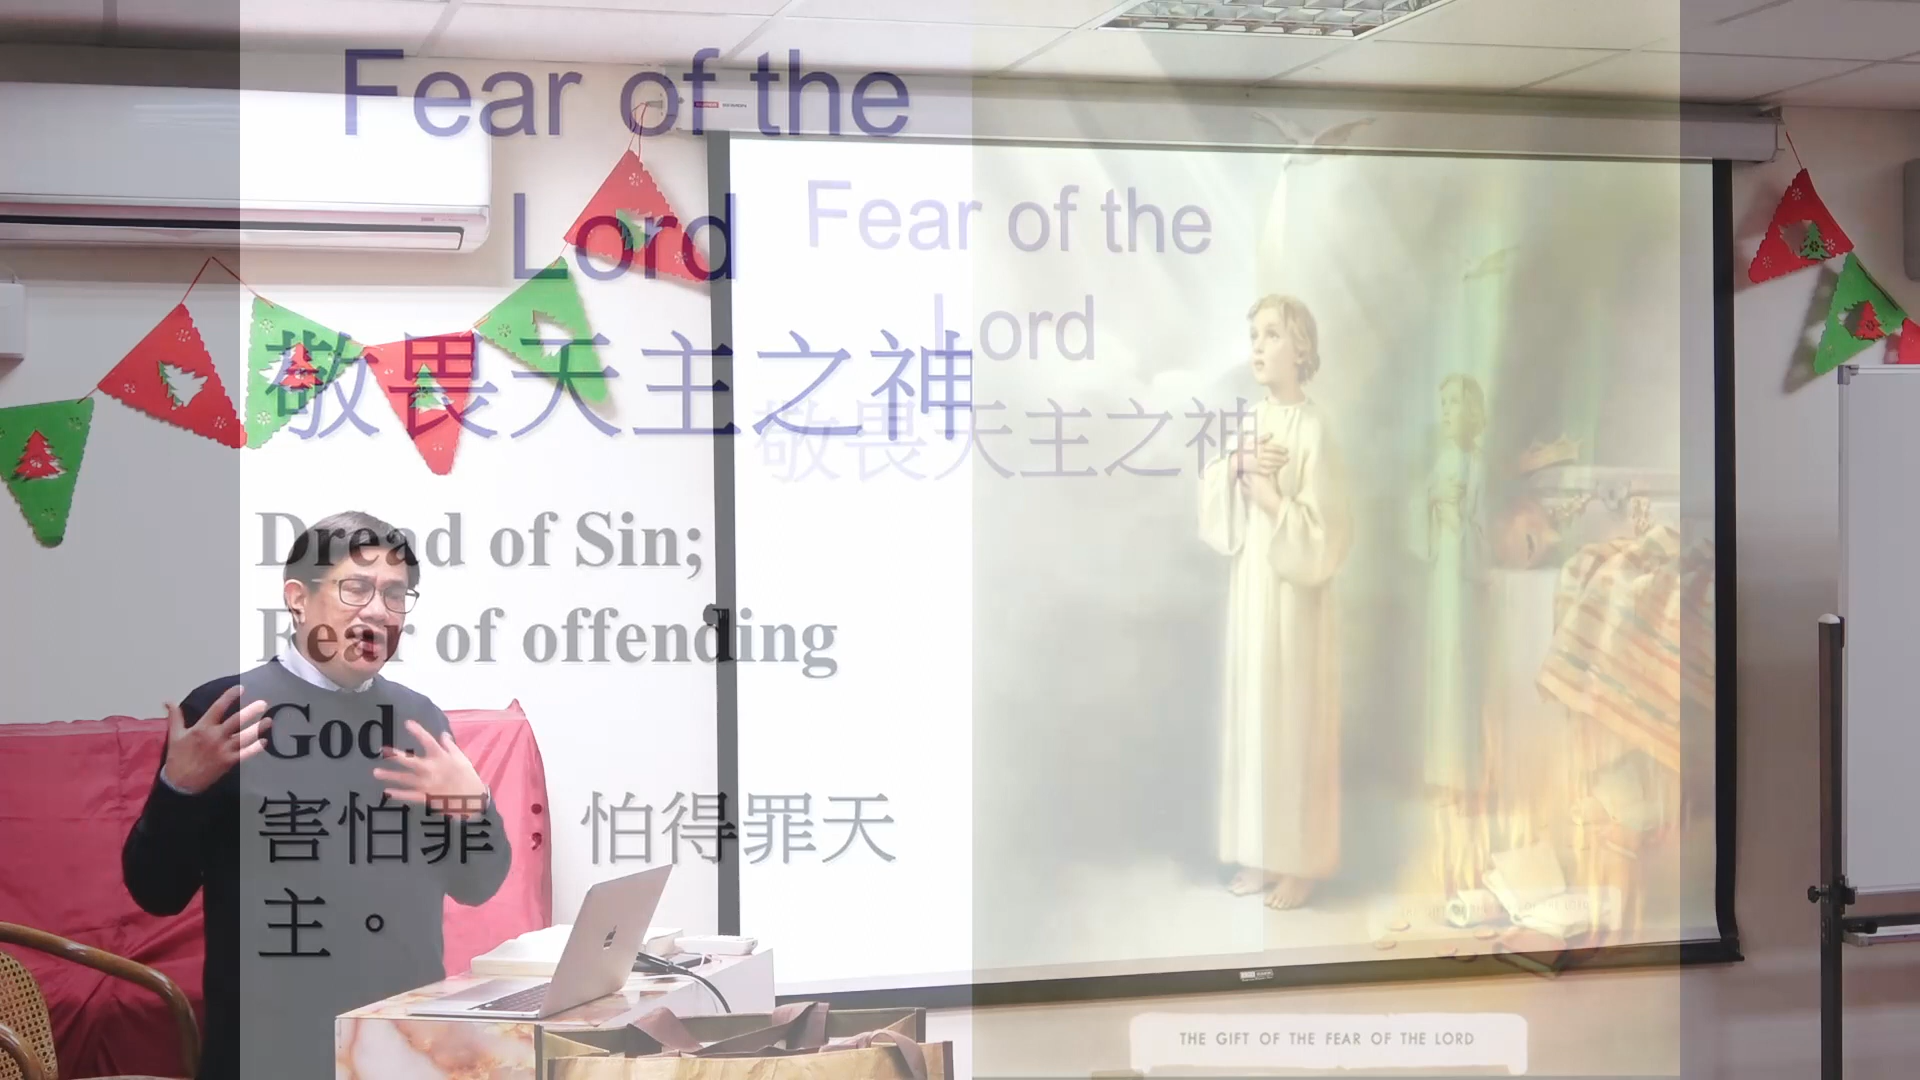 Fear of the
Lord
敬畏天主之神
Dread of Sin;
Fear of offending
God.
害怕罪；怕得罪天
主。
Fear of the
Lord
敬畏天主之神
THE GIFT OF THE FEAR OF THE LORD